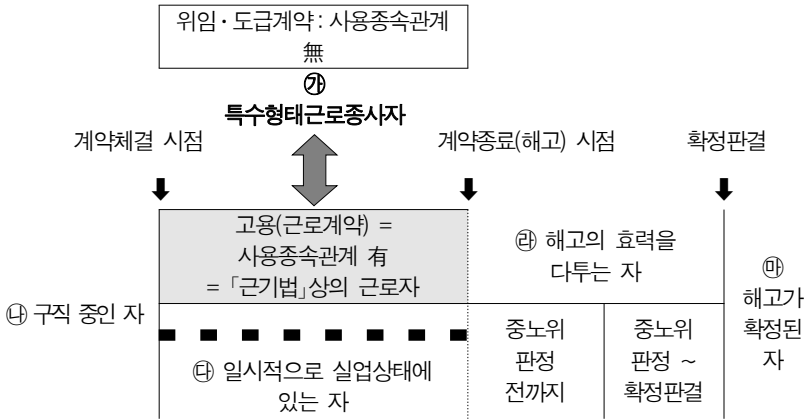 위임·도급계약 : 사용종속관계
無
㉮
특수형태근로종사자
계약체결 시점
계약종료(해고) 시점
확정판결
고용(근로계약) =
사용종속관계 有
=「근기법」상의 근로자
㉱ 해고의 효력을
다투는 자
㉲
해고가
확정된
자
㉯ 구직 중인 자
㉰ 일시적으로 실업상태에
있는 자
중노위
판정
전까지
중노위
판정 ~
확정판결